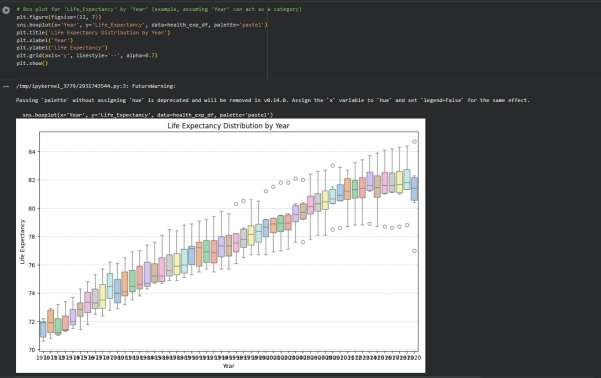 # Box plot for 'Life_Expectancy' by 'Year' (example, assuming 'Year' can act as a category)
plt.figure(figsize=(12, 7))
sns.boxplot(x='Year', y='Life_Expectancy', data=health_exp_df, palette='pastel')
plt.title('Life Expectancy Distribution by Year')
plt.xlabel('Year')
plt.ylabel('Life Expectancy')
plt.grid(axis='y', linestyle='--', alpha=0.7)
plt.show()
/tmp/ipykernel_3779/2931743544.py:3: FutureWarning:
Passing `palette` without assigning `hue` is deprecated and will be removed in v0.14.0. Assign the `x` variable to `hue` and set `legend=False` for the same effect.
sns.boxplot(x='Year', y='Life_Expectancy', data=health_exp_df, palette='pastel')
Life Expectancy Distribution by Year
84
82
80
78
76
74
72
70
Life Expectancy
Year